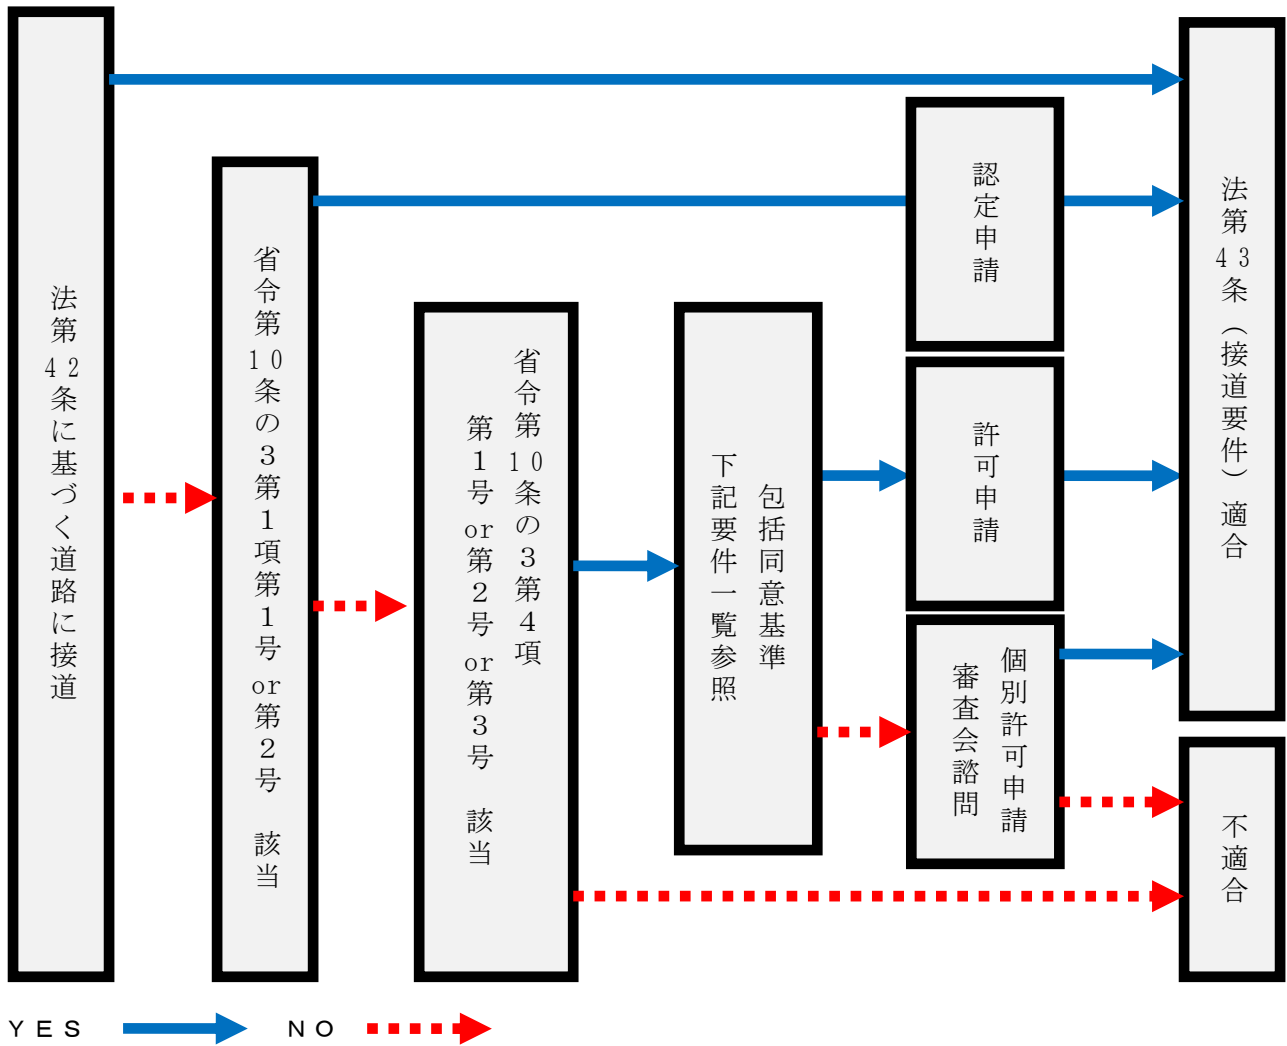 法第42条に基づく道路に接道
省令第10条の3第1項第1号or第2号　該当
省令第10条の3第4項
第1号or第2号or第3号　該当
包括同意基準
下記要件一覧参照
認定申請
許可申請
個別許可申請
審査会諮問
法第43条（接道要件）適合
不適合
ＹＥＳ
ＮＯ